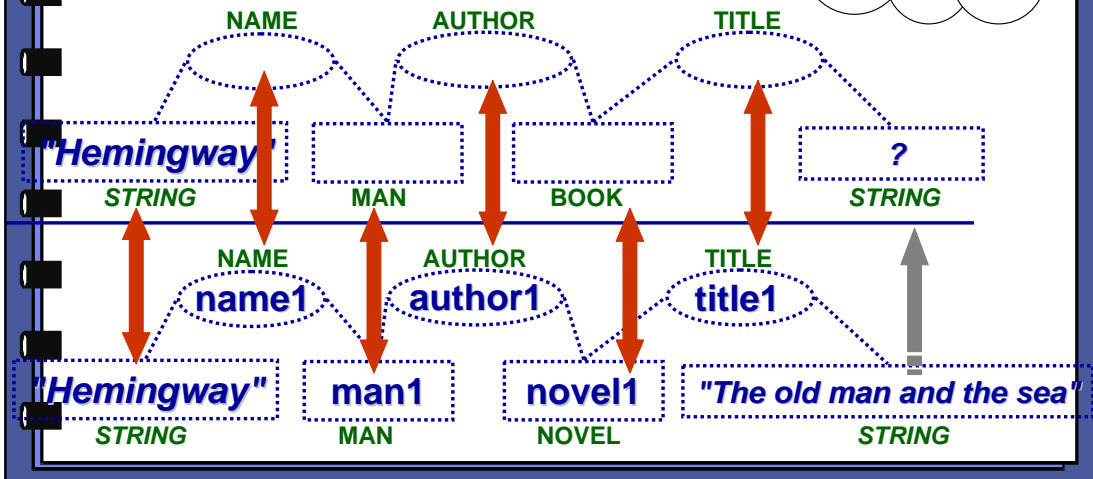 NAME AUTHOR TITLE
"Hemingway" ?
STRING MAN BOOK STRING
NAME AUTHOR TITLE
name1 author1 title1
"Hemingway" man1 novel1 "The old man and the sea"
STRING MAN NOVEL STRING